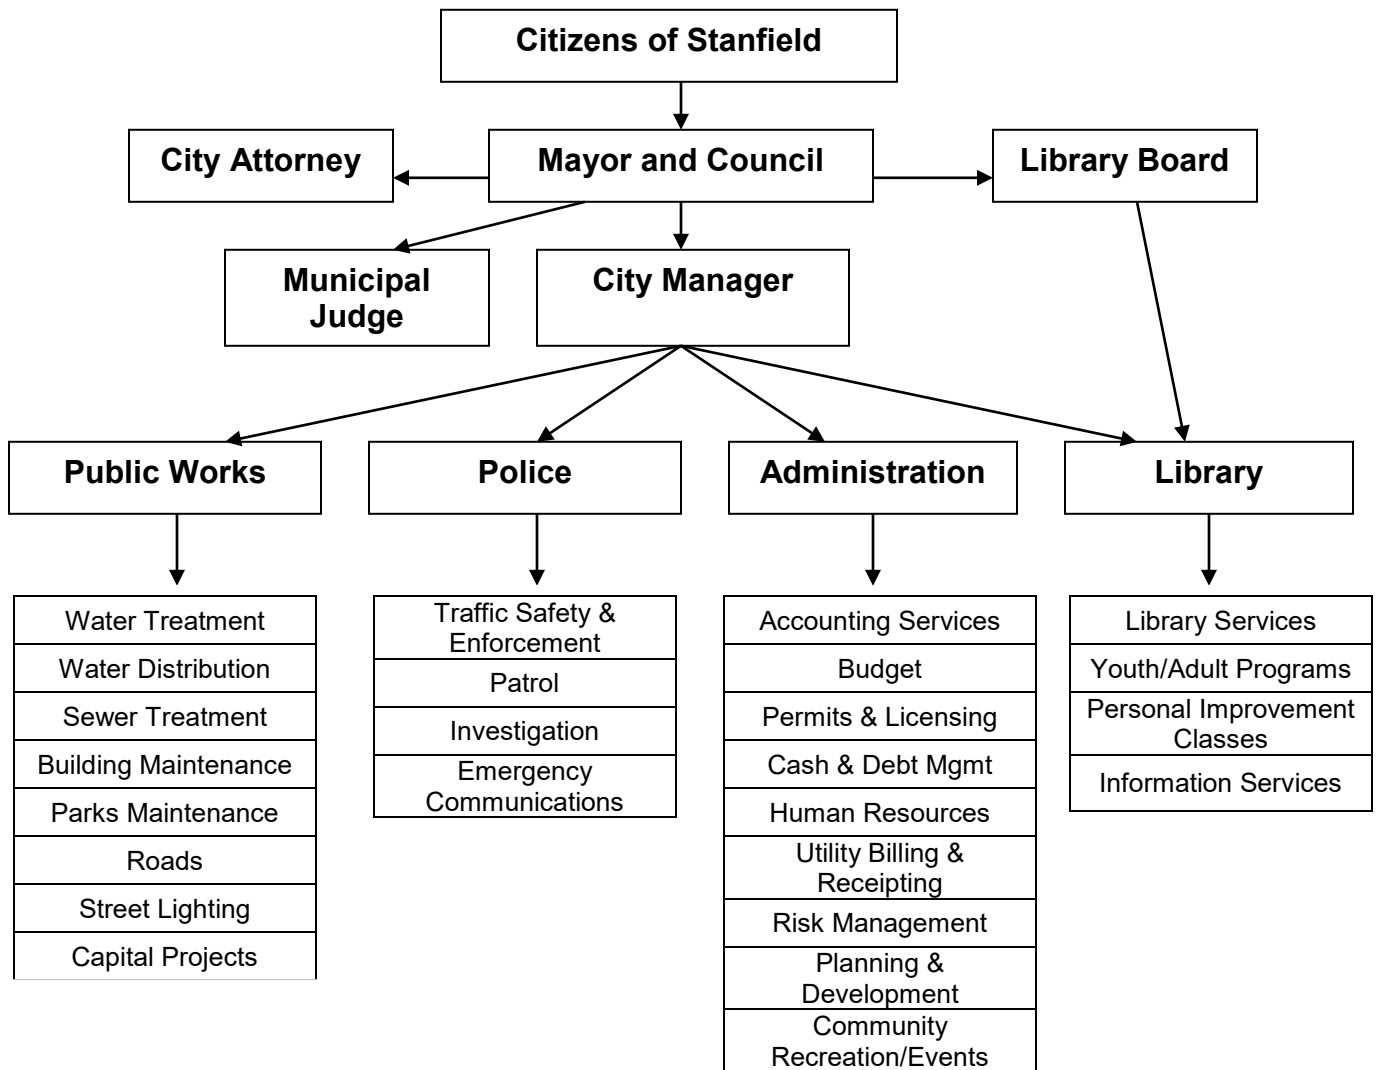 Citizens of Stanfield
City Attorney
Mayor and Council
Library Board
Municipal
Judge
City Manager
Public Works
Police
Administration
Library
Water Treatment
Water Distribution
Sewer Treatment
Building Maintenance
Parks Maintenance
Roads
Street Lighting
Capital Projects
Traffic Safety &
Enforcement
Patrol
Investigation
Emergency
Communications
Accounting Services
Budget
Permits & Licensing
Cash & Debt Mgmt
Human Resources
Utility Billing &
Receipting
Risk Management
Planning &
Development
Community
Recreation/Events
Library Services
Youth/Adult Programs
Personal Improvement
Classes
Information Services